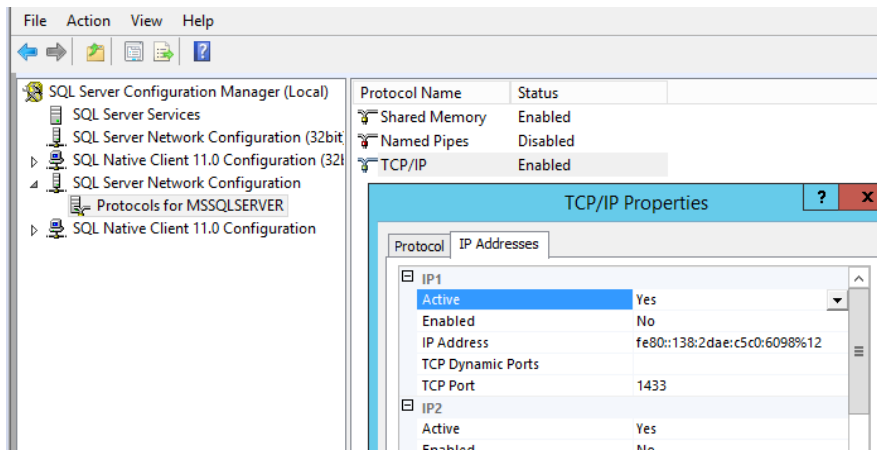 File Action View Help
SQL Server Configuration Manager (Local)
SQL Server Services
SQL Server Network Configuration (32bit
SQL Native Client 11.0 Configuration (32
SQL Server Network Configuration
Protocols for MSSQLSERVER
SQL Native Client 11.0 Configuration
Protocol Name Status
Shared Memory Enabled
Named Pipes Disabled
TCP/IP Enabled
TCP/IP Properties ? x
Protocol IP Addresses
IP1
Active Yes
Enabled No
IP Address fe80::138:2dae:c5c0:6098%12
TCP Dynamic Ports
TCP Port 1433
IP2
Active Yes
Enabled No